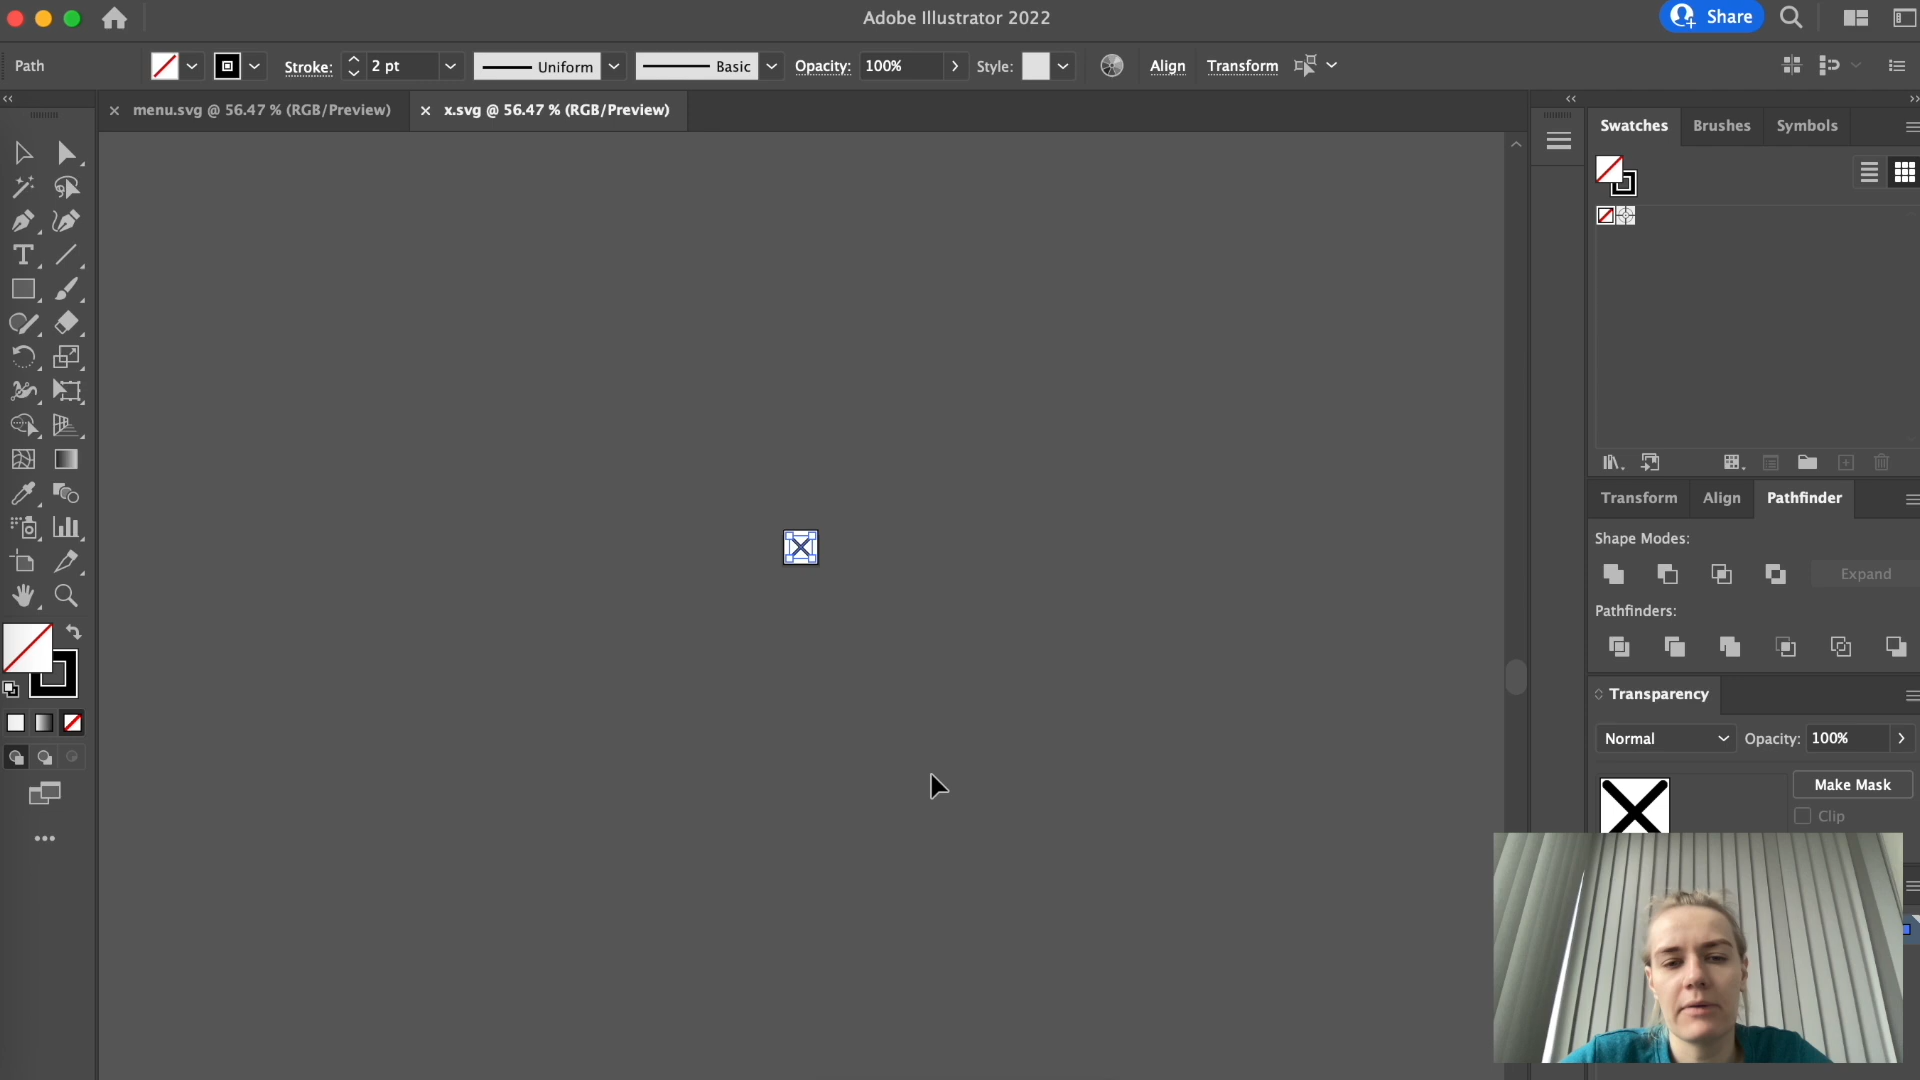 Adobe Illustrator 2022
Share
Path
Stroke:
2 pt
Uniform
Basic
Opacity:
100%
Style:
Align
Transform
menu.svg @ 56.47 % (RGB/Preview)
x.svg @ 56.47 % (RGB/Preview)
Swatches
Brushes
Symbols
Transform
Align
Pathfinder
Shape Modes:
Expand
Pathfinders:
Transparency
Normal
Opacity:
100%
Make Mask
Clip